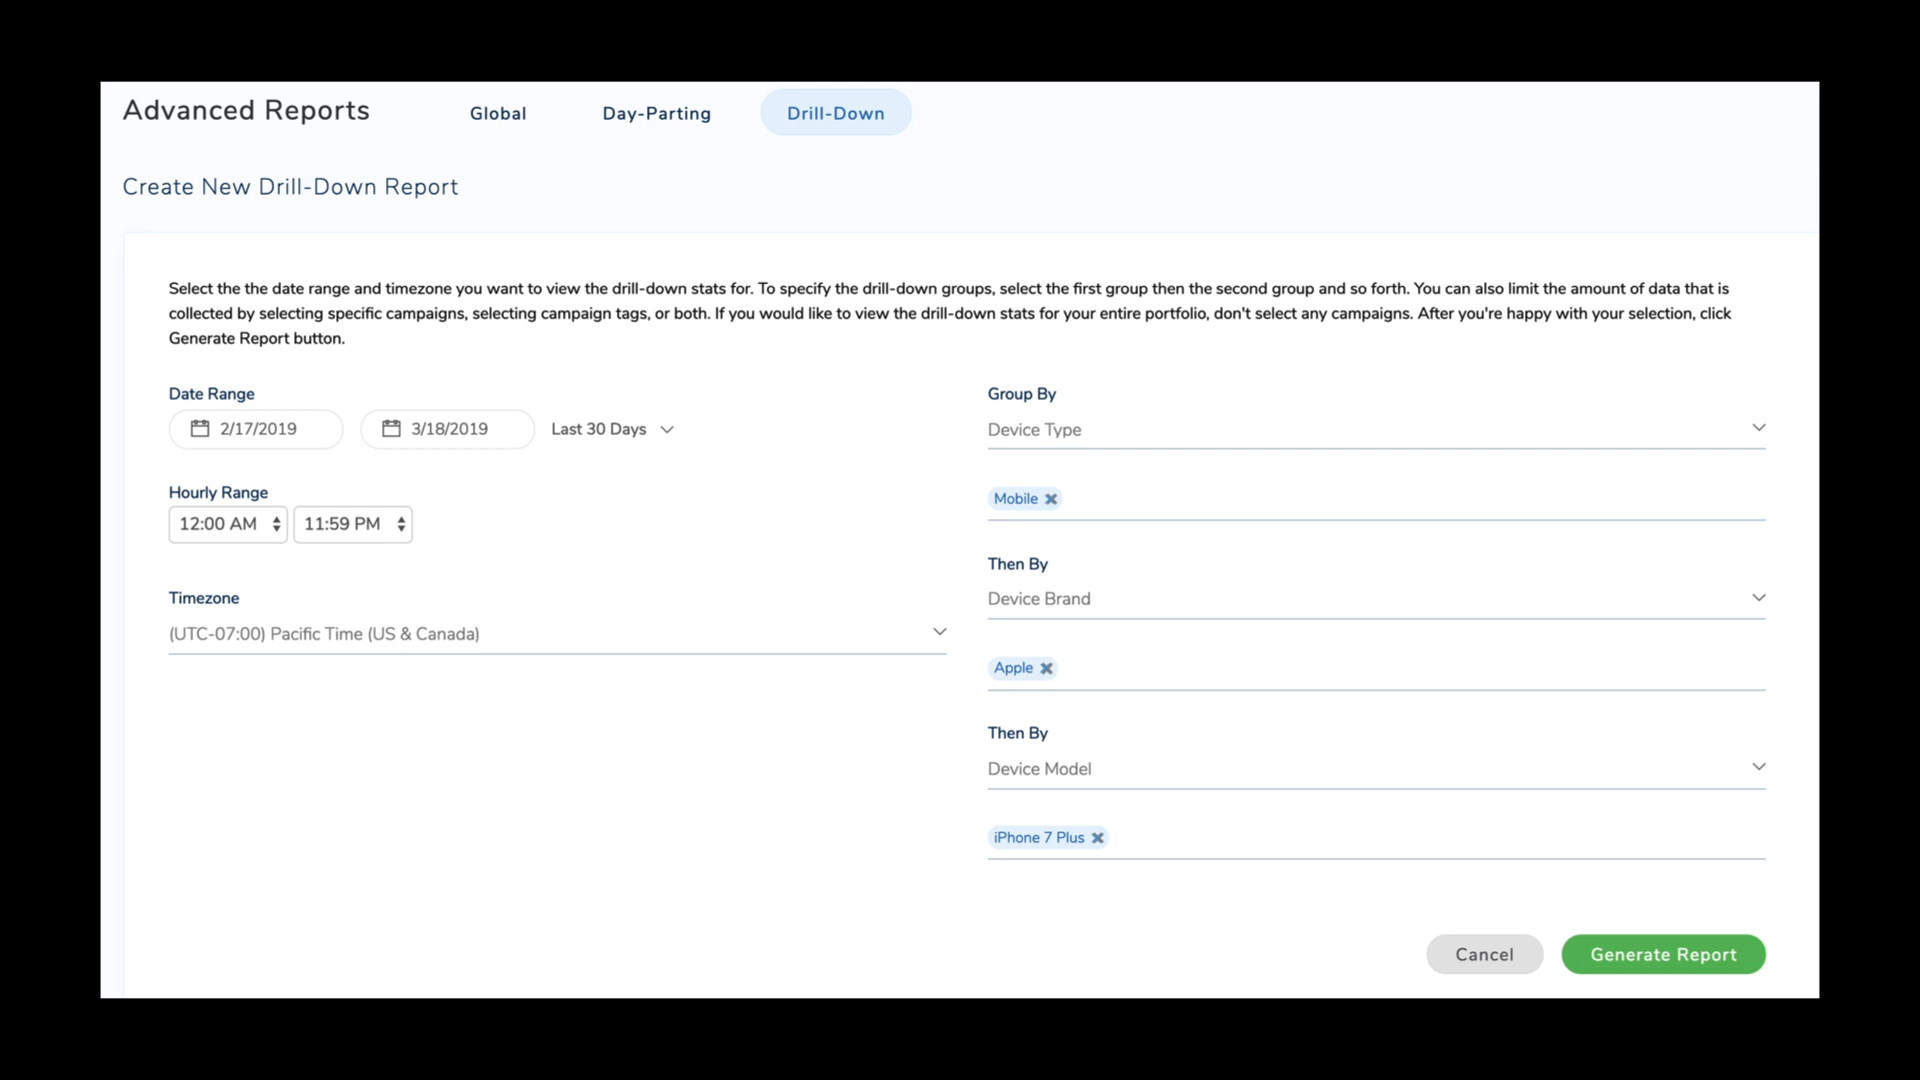 Advanced Reports
Global
Day-Parting
Drill-Down
Create New Drill-Down Report
Select the the date range and timezone you want to view the drill-down stats for. To specify the drill-down groups, select the first group then the second group and so forth. You can also limit the amount of data that is
collected by selecting specific campaigns, selecting campaign tags, or both. If you would like to view the drill-down stats for your entire portfolio, don't select any campaigns. After you're happy with your selection, click
Generate Report button.
Date Range
2/17/2019
3/18/2019
Last 30 Days
Hourly Range
12:00 AM
11:59 PM
Timezone
(UTC-07:00) Pacific Time (US & Canada)
Group By
Device Type
Mobile
Then By
Device Brand
Apple
Then By
Device Model
iPhone 7 Plus
Cancel
Generate Report